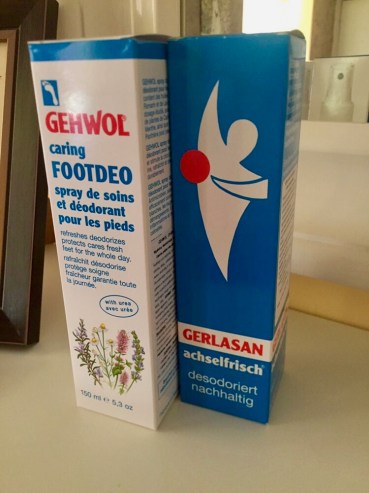 GEHWOL®
caring
FOOTDEO
spray de soins
et déodorant
pour les pieds
refreshes deodorizes
protects cares fresh
feet for the whole day.
rafraîchit désodorise
protège soigne
fraîcheur garantie toute
la journée.
with urea
avec urée
150 ml e 5,3 oz
GERLASAN
achselfrisch®
desodoriert
nachhaltig